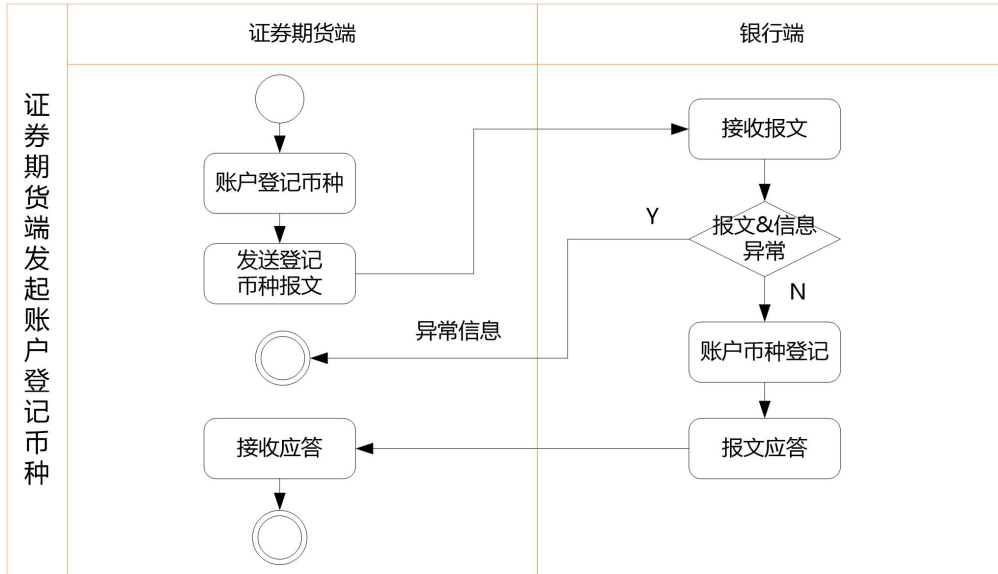 证券期货端
银行端
证券期货端发起账户登记币种
接收报文
账户登记币种
Y
报文&信息
异常
发送登记
币种报文
N
异常信息
账户币种登记
接收应答
报文应答